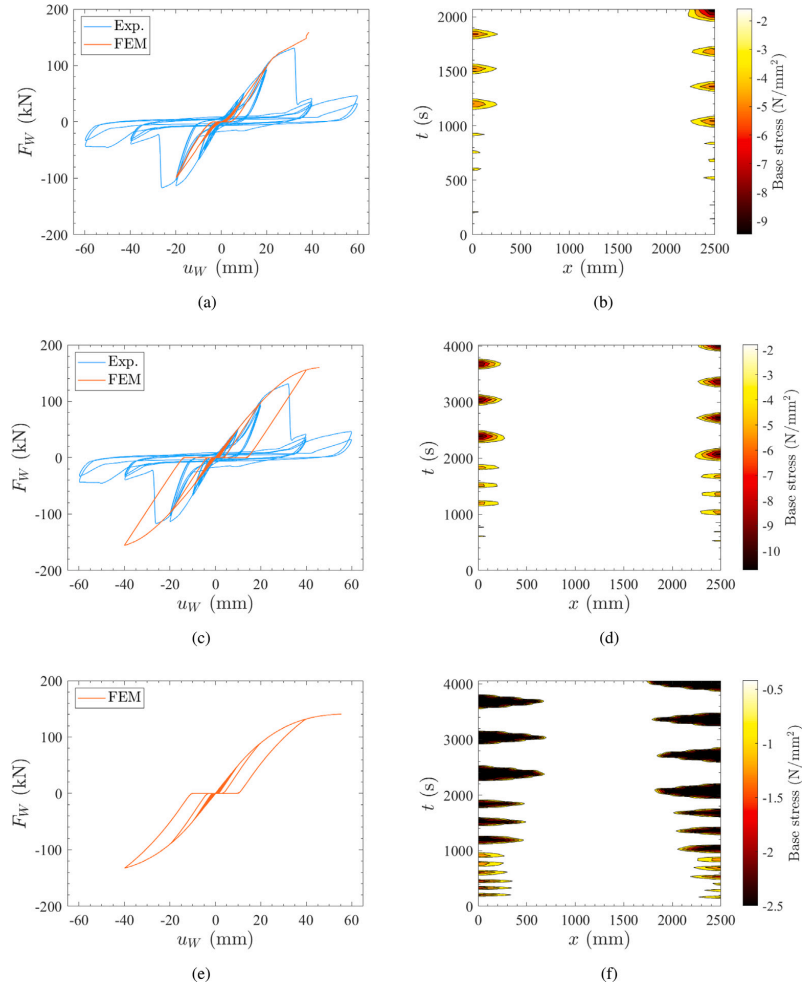 200
100
0
-100
-200
Exp.
FEM
F_W (kN)
-60 -40 -20 0 20 40 60
u_W (mm)
(a)
2000
1500
1000
500
0
t (s)
0 500 1000 1500 2000 2500
x (mm)
-2
-3
-4
-5
-6
-7
-8
-9
Base stress (N/mm²)
(b)
200
100
0
-100
-200
Exp.
FEM
F_W (kN)
-60 -40 -20 0 20 40 60
u_W (mm)
(c)
4000
3000
2000
1000
0
t (s)
0 500 1000 1500 2000 2500
x (mm)
-2
-3
-4
-5
-6
-7
-8
-9
-10
Base stress (N/mm²)
(d)
200
100
0
-100
-200
FEM
F_W (kN)
-60 -40 -20 0 20 40 60
u_W (mm)
(e)
4000
3000
2000
1000
0
t (s)
0 500 1000 1500 2000 2500
x (mm)
-0.5
-1
-1.5
-2
-2.5
Base stress (N/mm²)
(f)